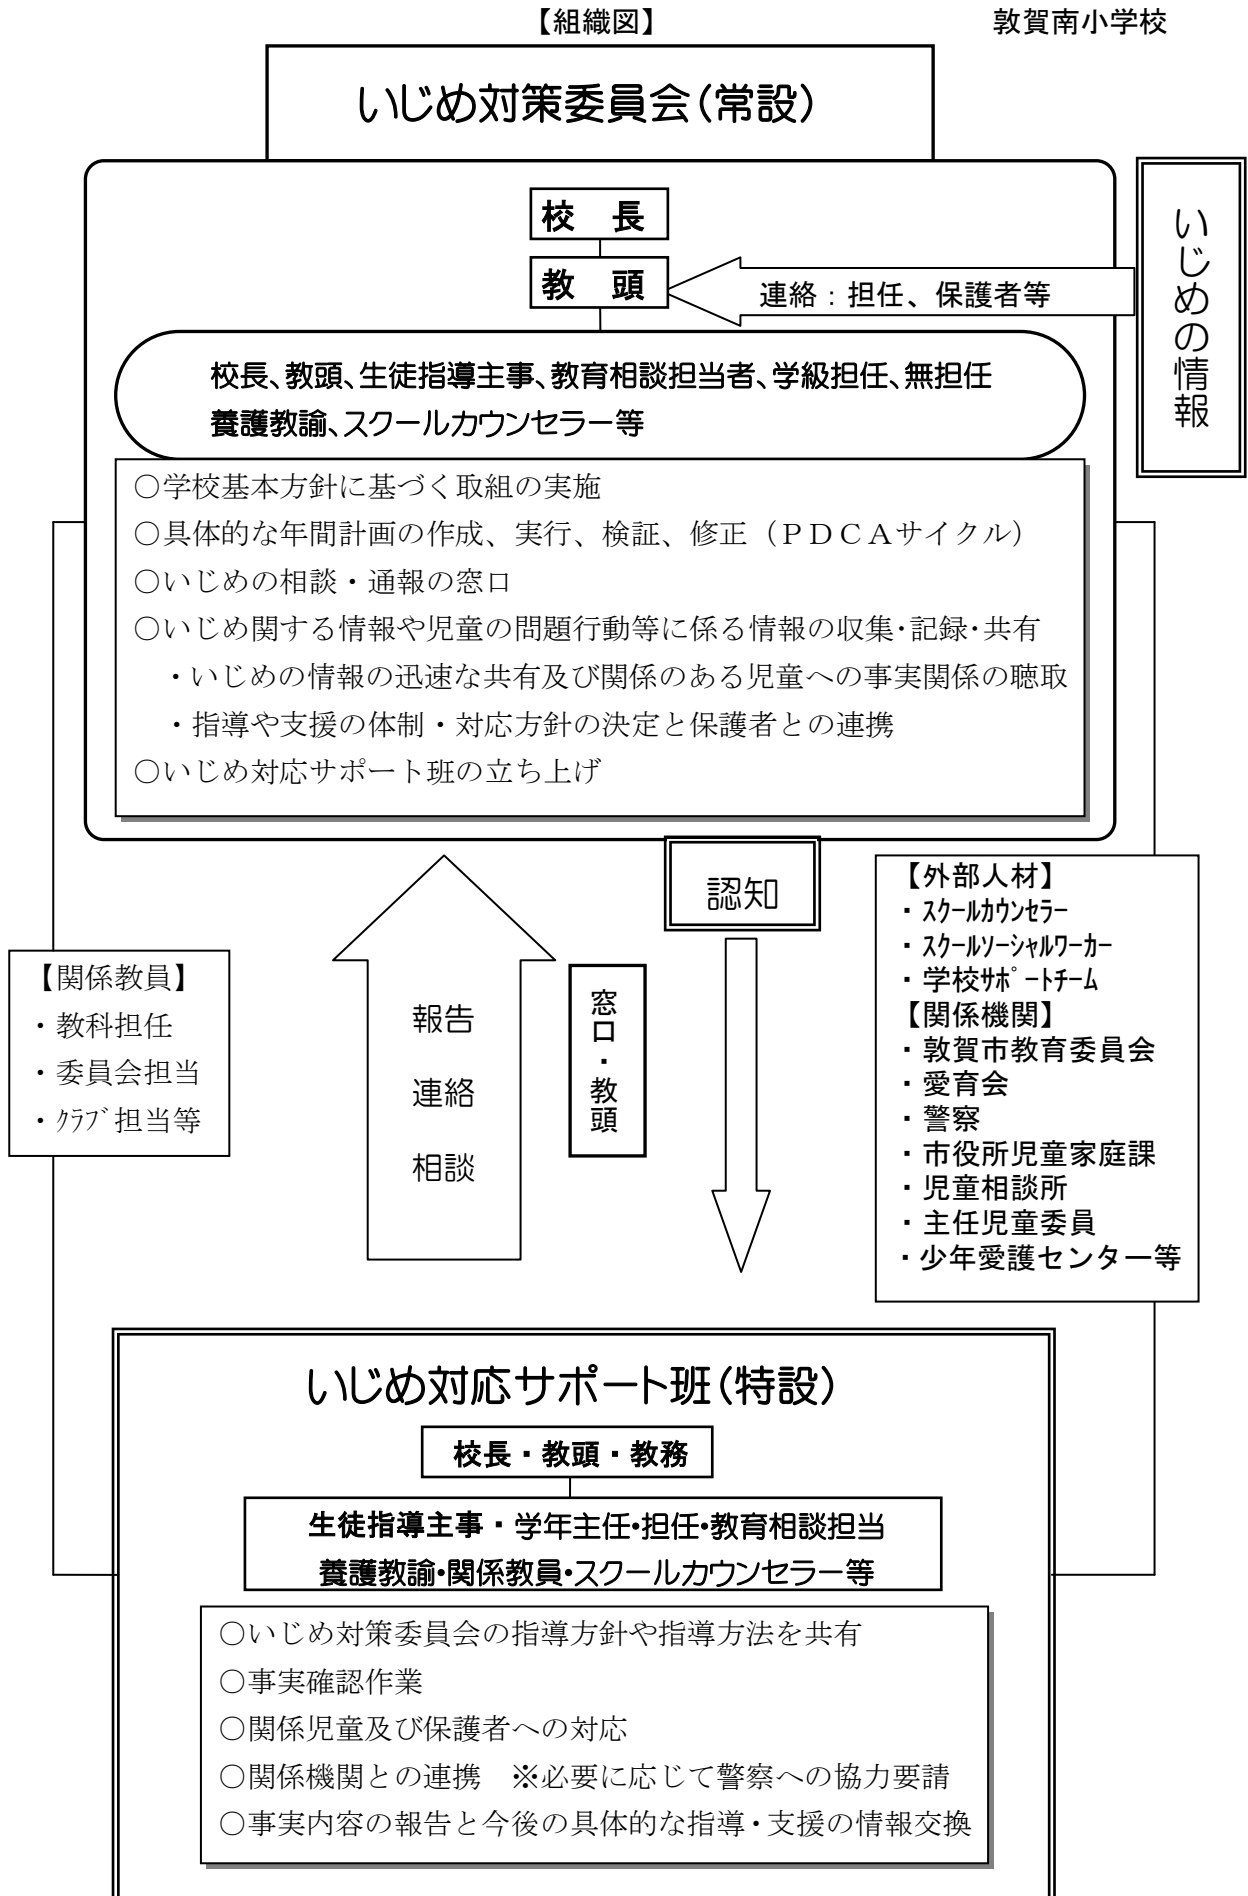 【組織図】
敦賀南小学校
いじめ対策委員会(常設)
校　長
教　頭
連絡：担任、保護者等
いじめの情報
校長、教頭、生徒指導主事、教育相談担当者、学級担任、無担任
養護教諭、スクールカウンセラー等
○学校基本方針に基づく取組の実施
○具体的な年間計画の作成、実行、検証、修正（ＰＤＣＡサイクル）
○いじめの相談・通報の窓口
○いじめ関する情報や児童の問題行動等に係る情報の収集・記録・共有
・いじめの情報の迅速な共有及び関係のある児童への事実関係の聴取
・指導や支援の体制・対応方針の決定と保護者との連携
○いじめ対応サポート班の立ち上げ
認知
【関係教員】
・教科担任
・委員会担当
・ｸﾗﾌﾞ担当等
報告
連絡
相談
窓口・教頭
【外部人材】
・ｽｸｰﾙｶｳﾝｾﾗｰ
・ｽｸｰﾙｿｰｼｬﾙﾜｰｶｰ
・学校ｻﾎﾟｰﾄﾁｰﾑ
【関係機関】
・敦賀市教育委員会
・愛育会
・警察
・市役所児童家庭課
・児童相談所
・主任児童委員
・少年愛護センター等
いじめ対応サポート班(特設)
校長・教頭・教務
生徒指導主事・学年主任・担任・教育相談担当
養護教諭・関係教員・スクールカウンセラー等
○いじめ対策委員会の指導方針や指導方法を共有
○事実確認作業
○関係児童及び保護者への対応
○関係機関との連携　※必要に応じて警察への協力要請
○事実内容の報告と今後の具体的な指導・支援の情報交換